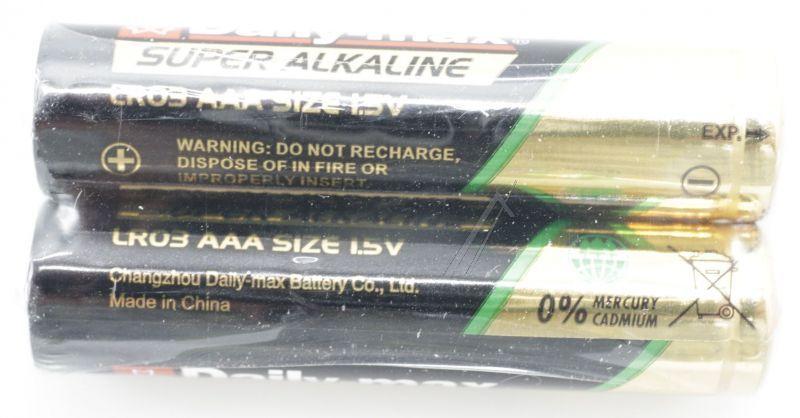 Daily-max®
SUPER ALKALINE
LR03 AAA SIZE 1.5V
EXP.
WARNING: DO NOT RECHARGE,
DISPOSE OF IN FIRE OR
IMPROPERLY INSERT.
LR03 AAA SIZE 1.5V
Changzhou Daily-max Battery Co., Ltd.
Made in China
0% MERCURY
CADMIUM
Daily-max